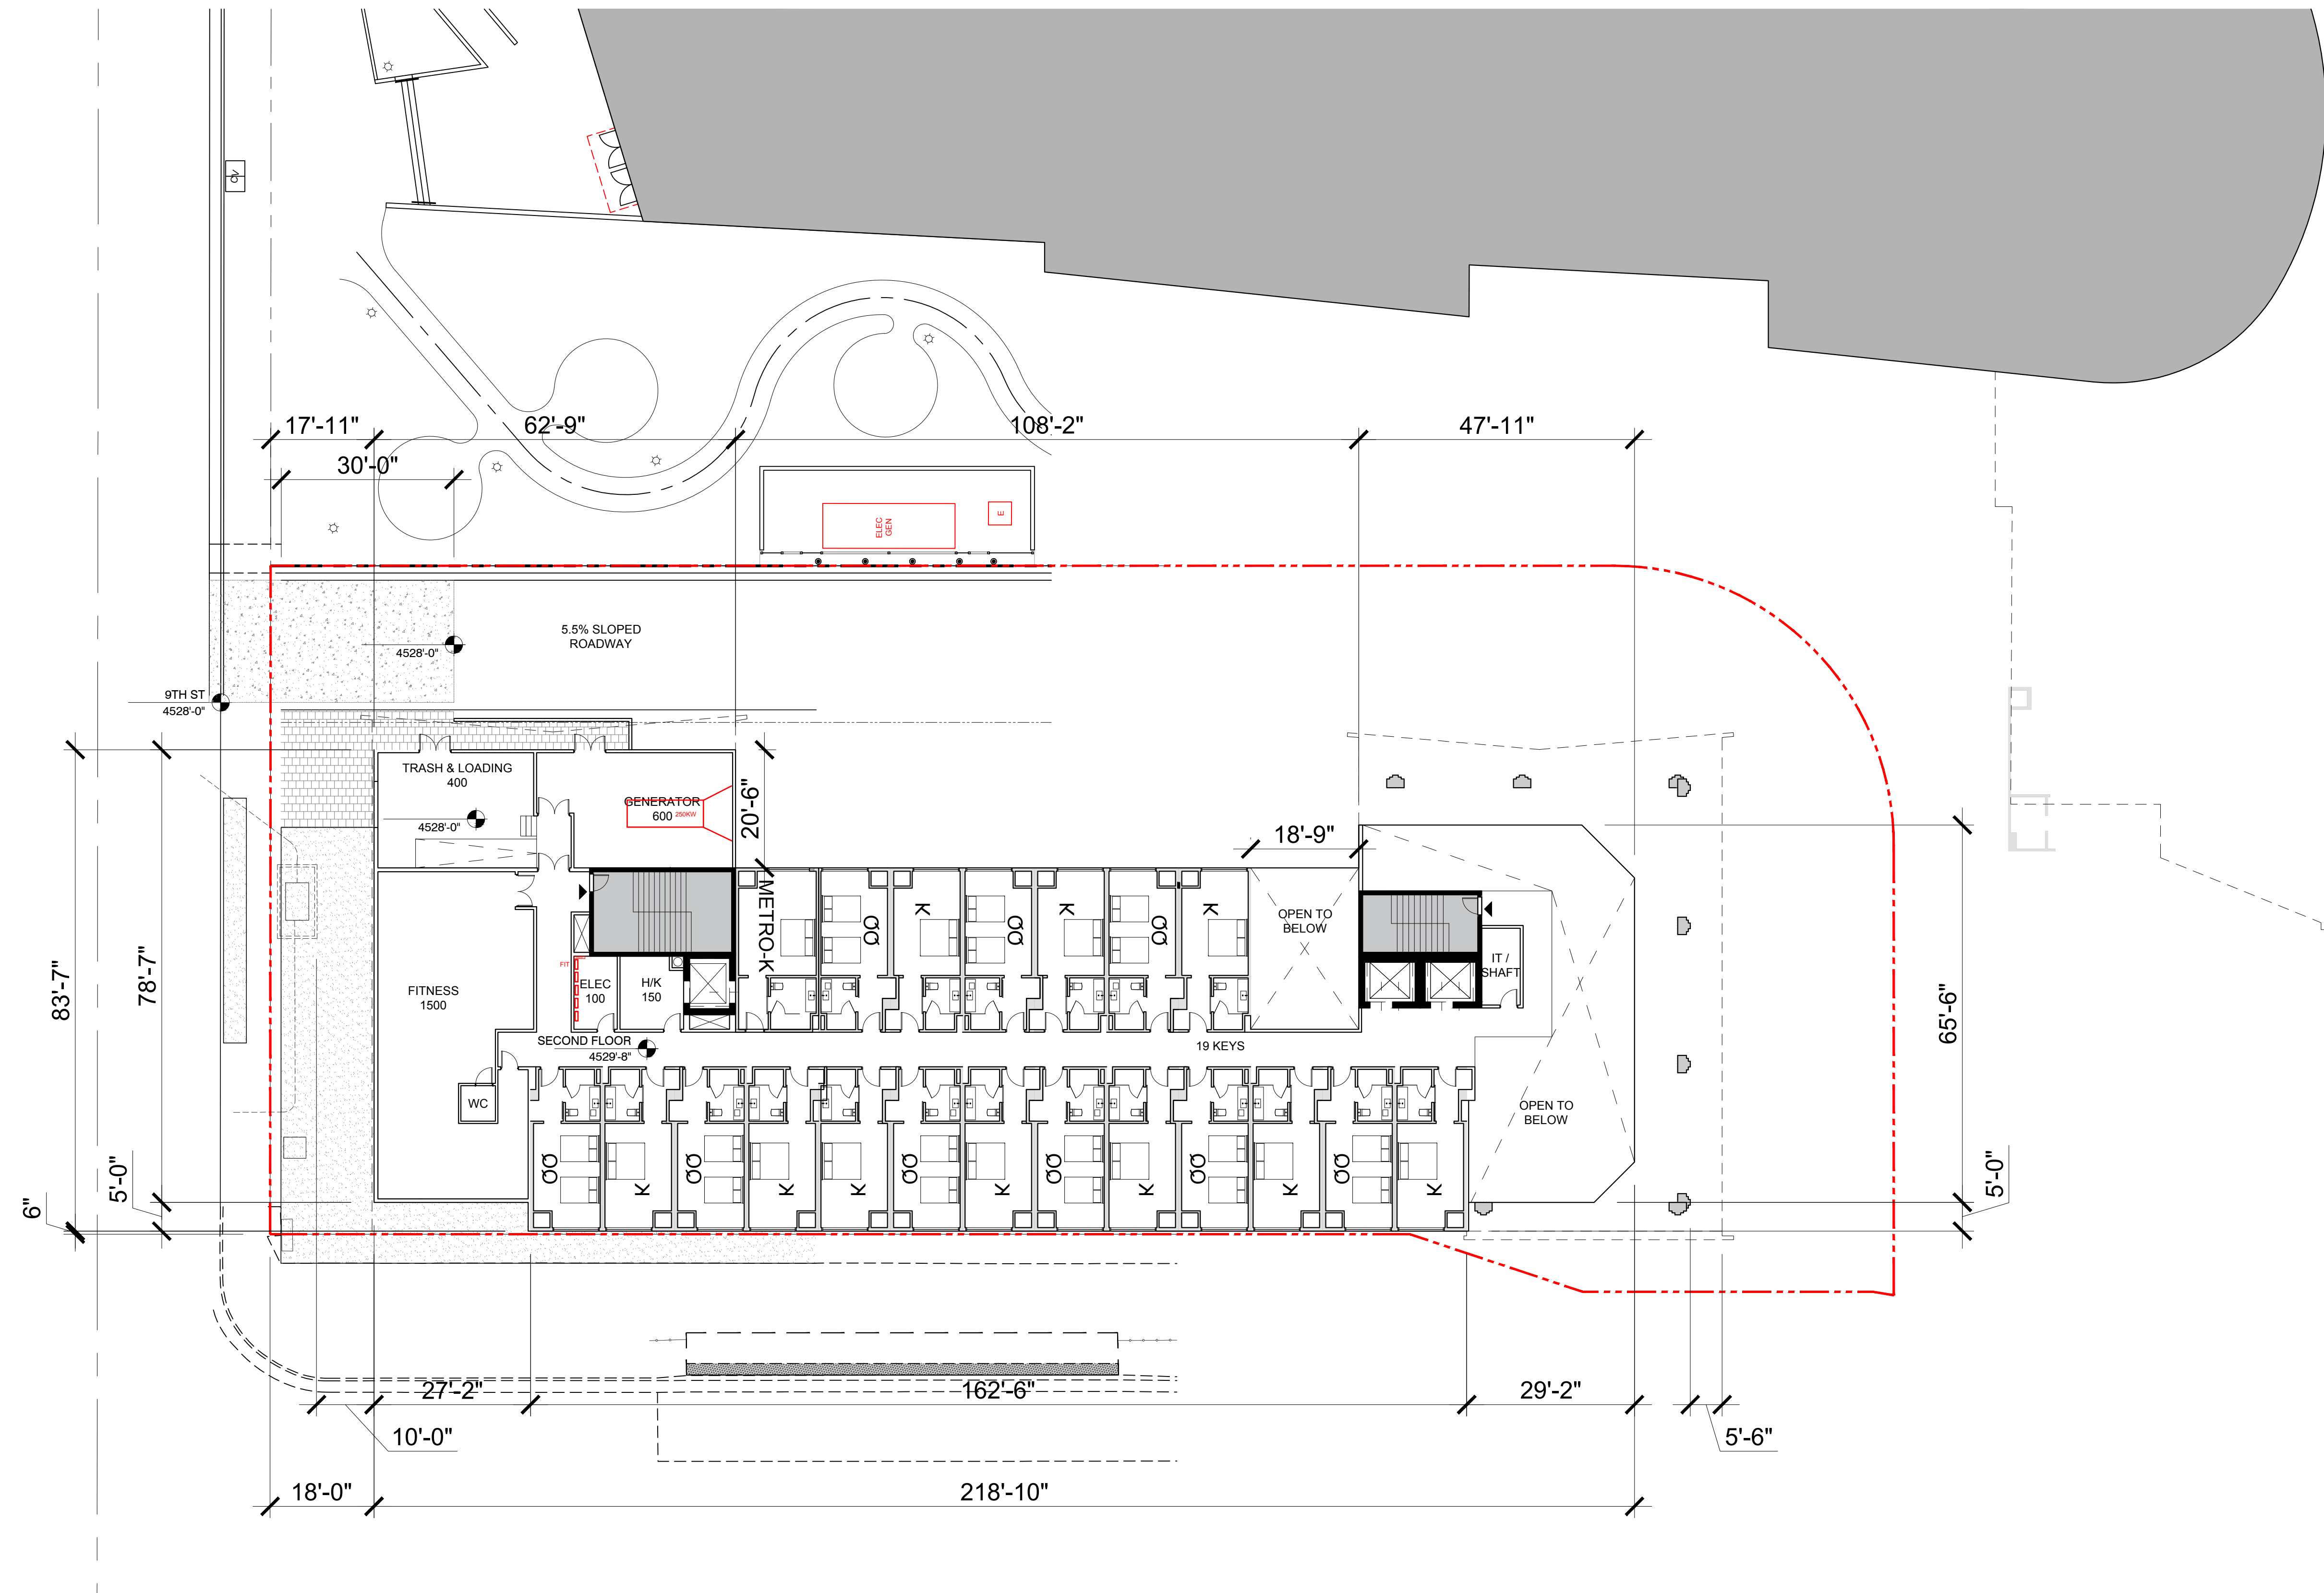 CV
17'-11"
62'-9"
108'-2"
47'-11"
30'-0"
ELEC
GEN
E
5.5% SLOPED
ROADWAY
4528'-0"
9TH ST
4528'-0"
TRASH & LOADING
400
4528'-0"
GENERATOR
600 250KW
20'-6"
18'-9"
METRO-K
QQ
K
QQ
K
QQ
K
OPEN TO
BELOW
IT /
SHAFT
FIT
ELEC
100
H/K
150
FITNESS
1500
83'-7"
78'-7"
65'-6"
SECOND FLOOR
4529'-8"
19 KEYS
WC
OPEN TO
BELOW
QQ
K
QQ
K
K
QQ
K
QQ
K
QQ
K
QQ
K
5'-0"
6"
5'-0"
27'-2"
162'-6"
29'-2"
10'-0"
5'-6"
18'-0"
218'-10"